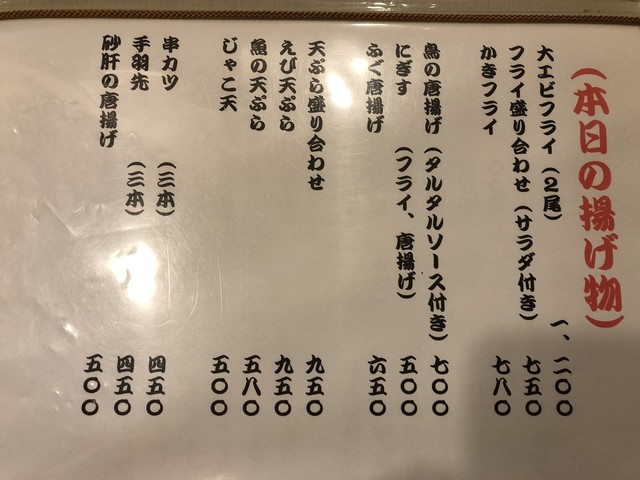 (本日の揚げ物)
大エビフライ(2尾) 一、二〇〇
フライ盛り合わせ(サラダ付き) 七五〇
かきフライ 七八〇
鳥の唐揚げ(タルタルソース付き) 七〇〇
にぎす(フライ、唐揚げ) 五〇〇
ふぐ唐揚げ 六五〇
天ぷら盛り合わせ 九五〇
えび天ぷら 九五〇
魚の天ぷら 五八〇
じゃこ天 五〇〇
串カツ(三本) 四五〇
手羽先(三本) 四五〇
砂肝の唐揚げ 五〇〇